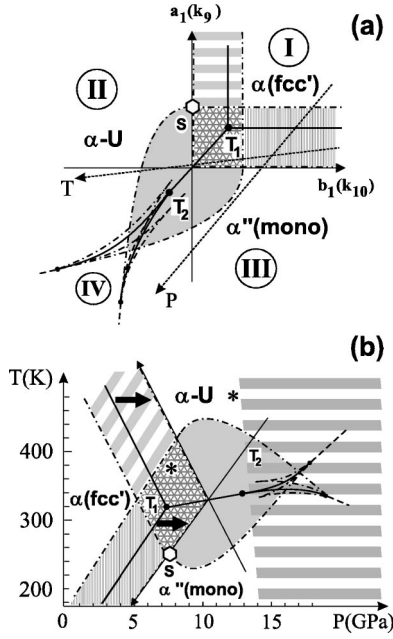 a₁(k₉)
(a)
I
II
α(fcc')
S
α-U
T₁
T
b₁(k₁₀)
T₂
α"(mono)
III
IV
P
(b)
T(K)
α-U *
400
*
T₂
α(fcc')
T₁
300
S
α"(mono)
200
0 5 10 15 P(GPa)